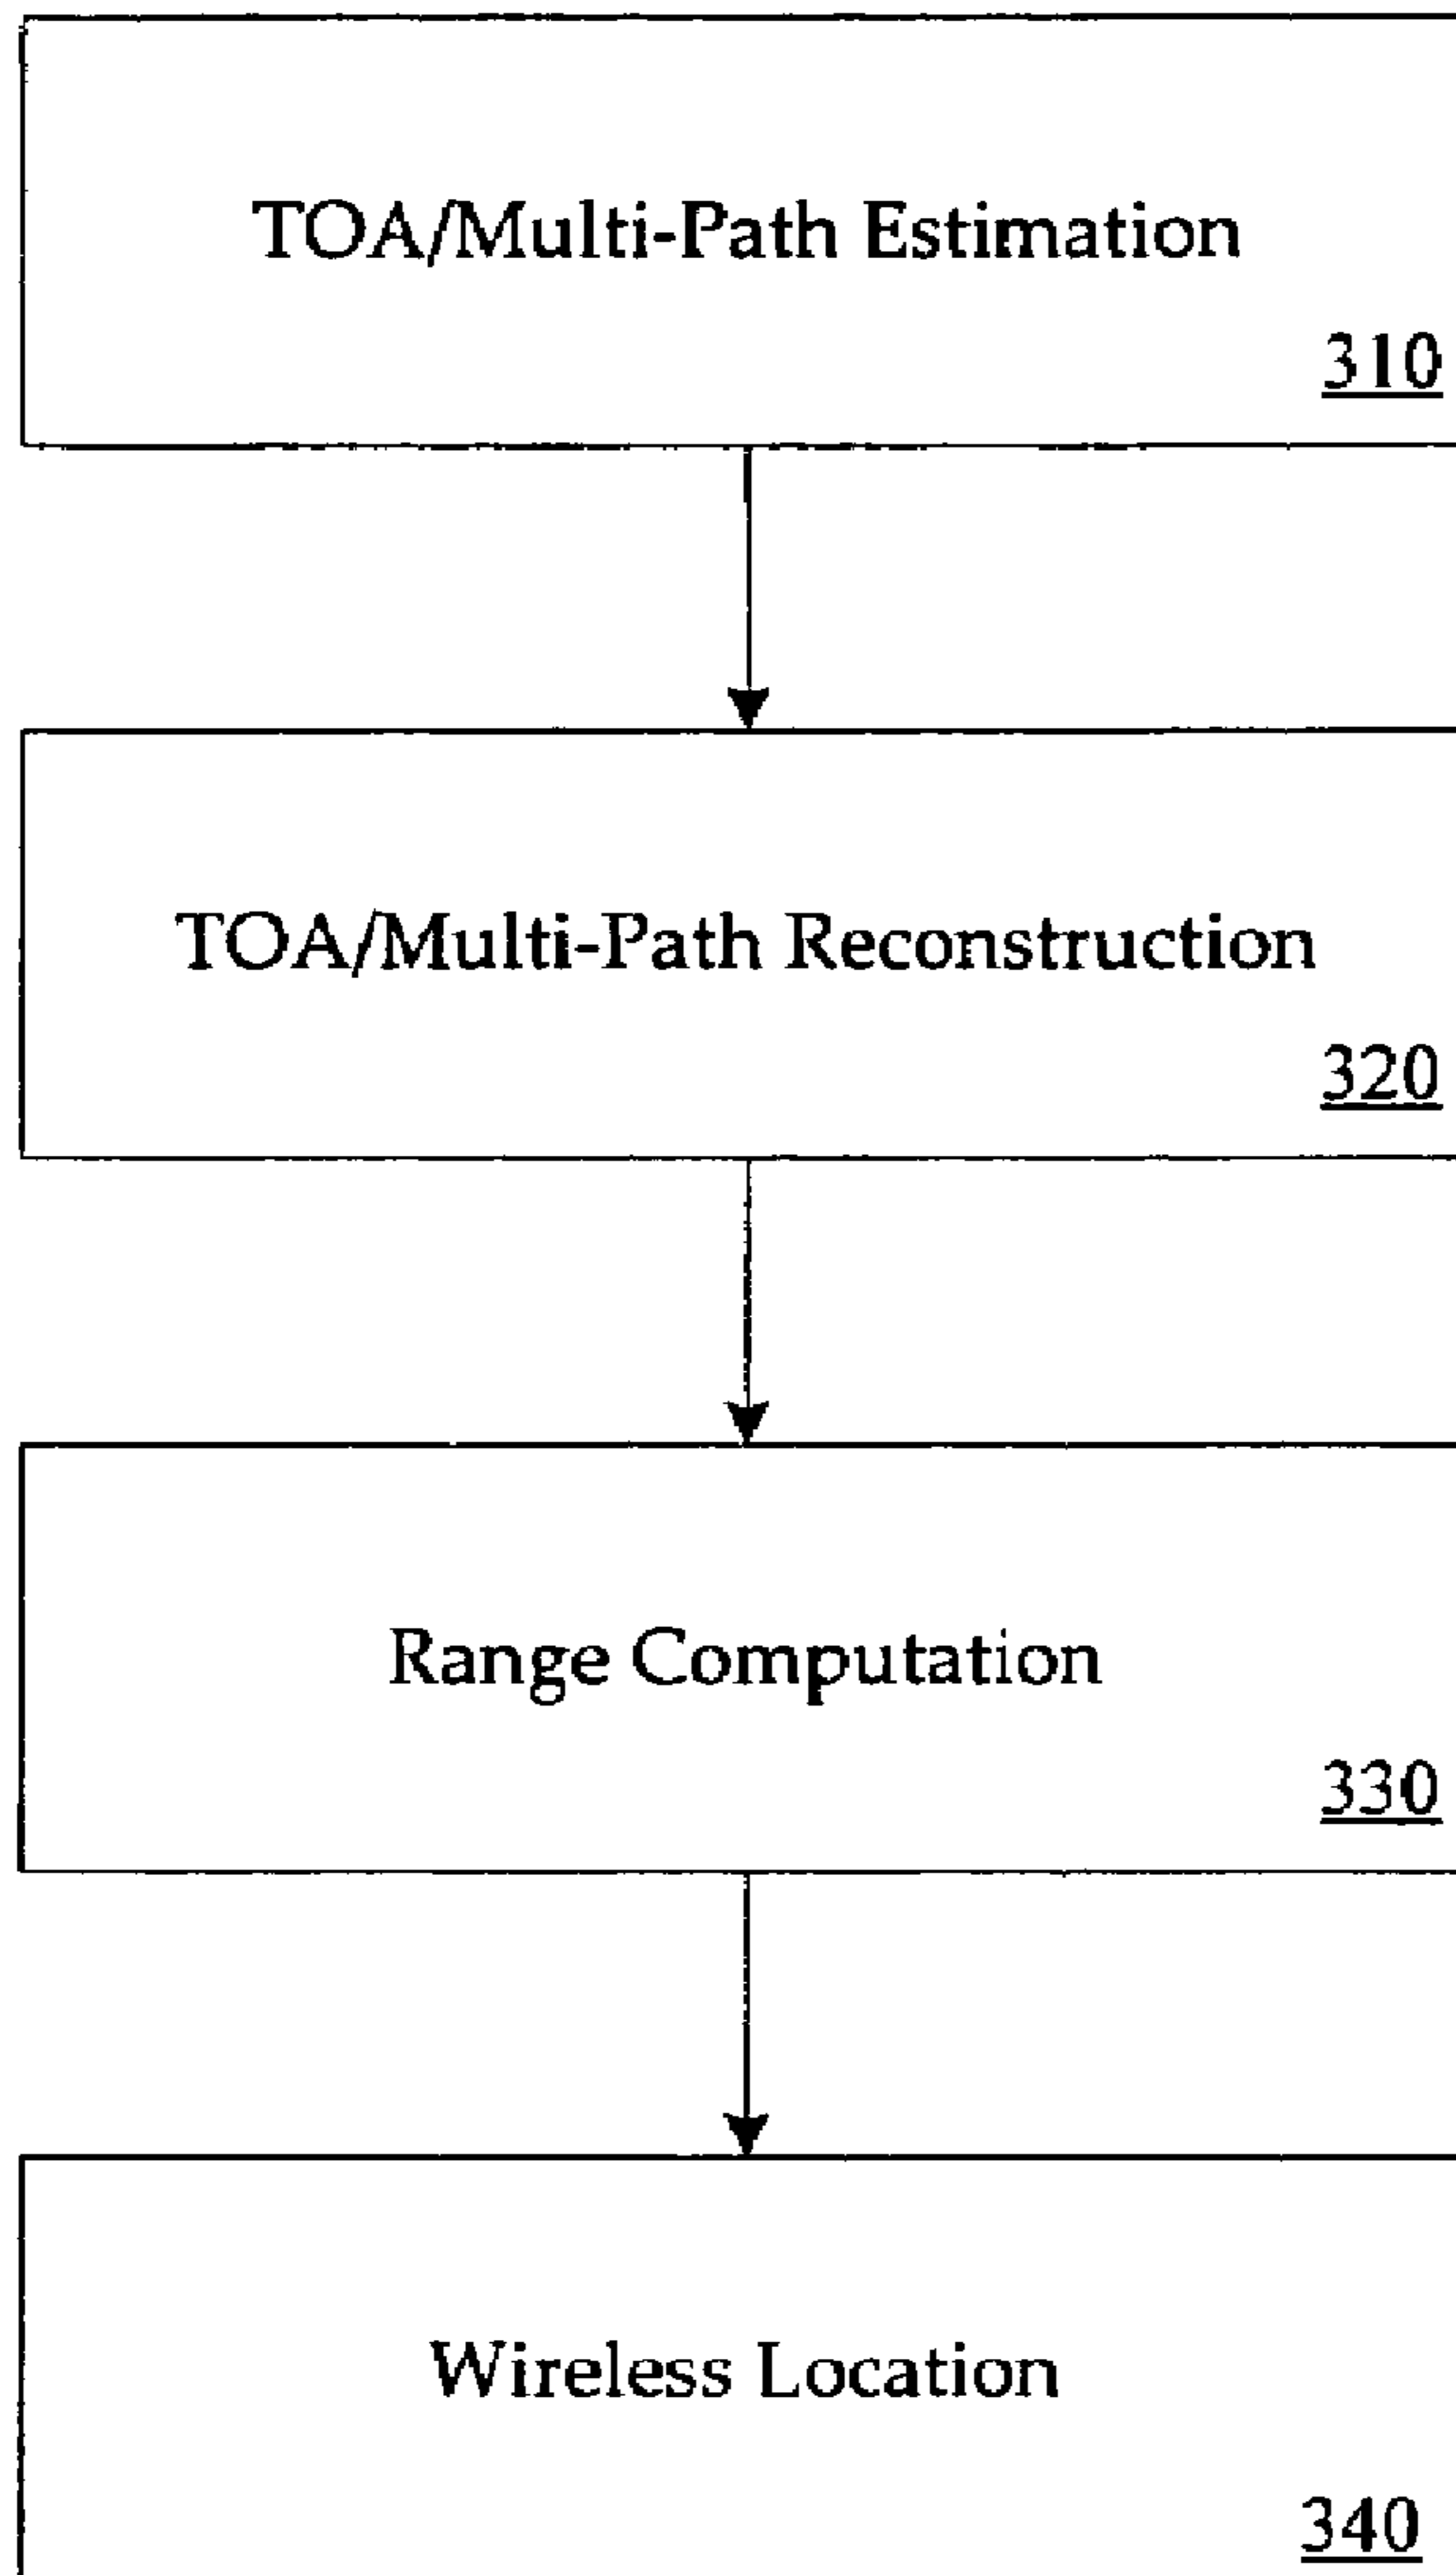 TOA/Multi-Path Estimation
310
TOA/Multi-Path Reconstruction
320
Range Computation
330
Wireless Location
340